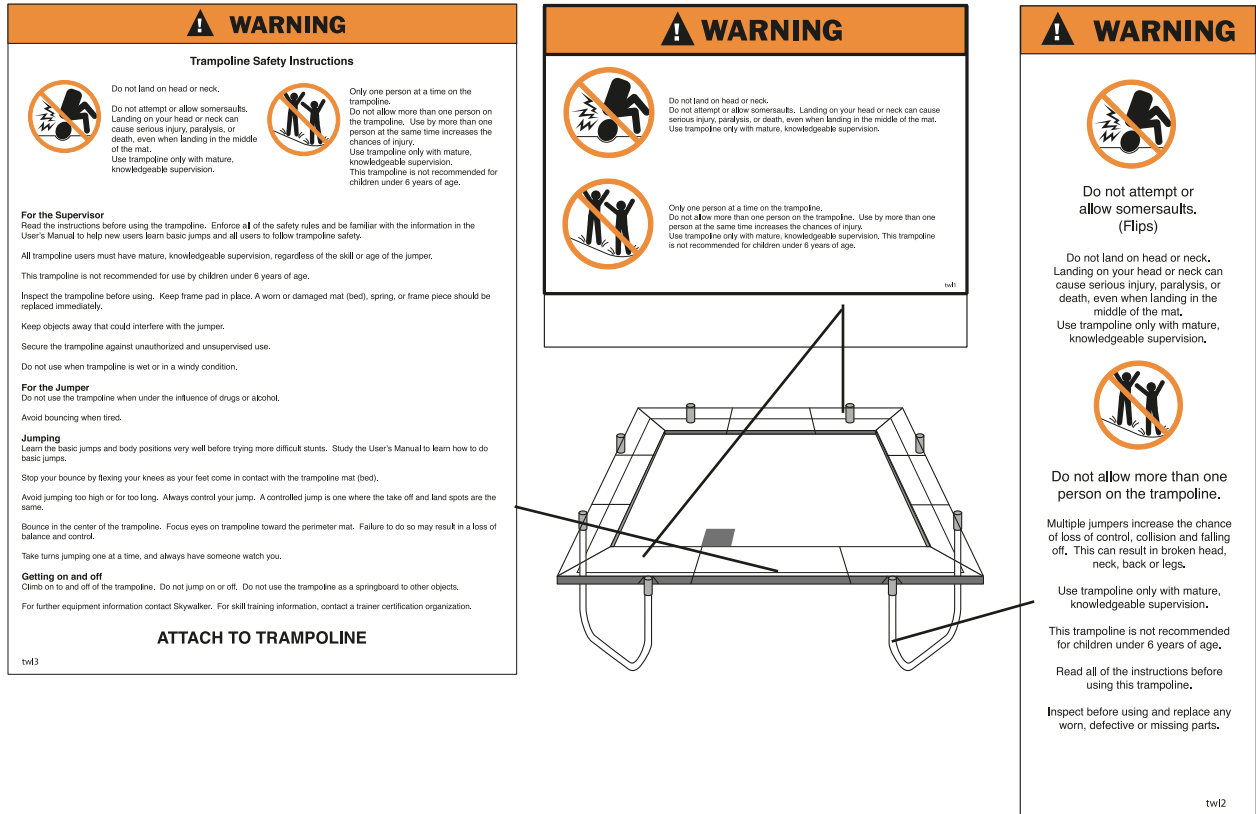 WARNING
Trampoline Safety Instructions
Do not land on head or neck.
Do not attempt or allow somersaults.
Landing on your head or neck can
cause serious injury, paralysis, or
death, even when landing in the middle
of the mat.
Use trampoline only with mature,
knowledgeable supervision.
Only one person at a time on the
trampoline.
Do not allow more than one person on
the trampoline. Use by more than one
person at the same time increases the
chances of injury.
Use trampoline only with mature,
knowledgeable supervision.
This trampoline is not recommended for
children under 6 years of age.
For the Supervisor
Read the instructions before using the trampoline. Enforce all of the safety rules and be familiar with the information in the
User's Manual to help new users learn basic jumps and all users to follow trampoline safety.
All trampoline users must have mature, knowledgeable supervision, regardless of the skill or age of the jumper.
This trampoline is not recommended for use by children under 6 years of age.
Inspect the trampoline before using. Keep frame pad in place. A worn or damaged mat (bed), spring, or frame piece should be
replaced immediately.
Keep objects away that could interfere with the jumper.
Secure the trampoline against unauthorized and unsupervised use.
Do not use when trampoline is wet or in a windy condition.
For the Jumper
Do not use the trampoline when under the influence of drugs or alcohol.
Avoid bouncing when tired.
Jumping
Learn the basic jumps and body positions very well before trying more difficult stunts. Study the User's Manual to learn how to do
basic jumps.
Stop your bounce by flexing your knees as your feet come in contact with the trampoline mat (bed).
Avoid jumping too high or for too long. Always control your jump. A controlled jump is one where the take off and land spots are the
same.
Bounce in the center of the trampoline. Focus eyes on trampoline toward the perimeter mat. Failure to do so may result in a loss of
balance and control.
Take turns jumping one at a time, and always have someone watch you.
Getting on and off
Climb on to and off of the trampoline. Do not jump on or off. Do not use the trampoline as a springboard to other objects.
For further equipment information contact Skywalker. For skill training information, contact a trainer certification organization.
ATTACH TO TRAMPOLINE
twl3
WARNING
Do not land on head or neck.
Do not attempt or allow somersaults. Landing on your head or neck can cause
serious injury, paralysis, or death, even when landing in the middle of the mat.
Use trampoline only with mature, knowledgeable supervision.
Only one person at a time on the trampoline.
Do not allow more than one person on the trampoline. Use by more than one
person at the same time increases the chances of injury.
Use trampoline only with mature, knowledgeable supervision. This trampoline
is not recommended for children under 6 years of age.
twl1
WARNING
Do not attempt or
allow somersaults.
(Flips)
Do not land on head or neck.
Landing on your head or neck can
cause serious injury, paralysis, or
death, even when landing in the
middle of the mat.
Use trampoline only with mature,
knowledgeable supervision.
Do not allow more than one
person on the trampoline.
Multiple jumpers increase the chance
of loss of control, collision and falling
off. This can result in broken head,
neck, back or legs.
Use trampoline only with mature,
knowledgeable supervision.
This trampoline is not recommended
for children under 6 years of age.
Read all of the instructions before
using this trampoline.
Inspect before using and replace any
worn, defective or missing parts.
twl2